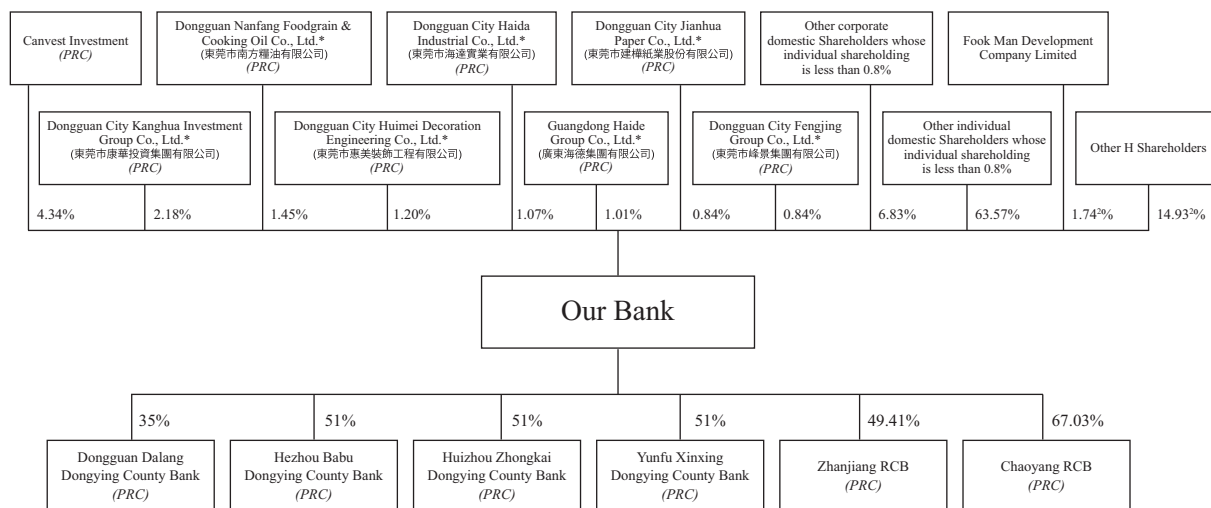 Canvest Investment
(PRC)
Dongguan Nanfang Foodgrain &
Cooking Oil Co., Ltd.*
(東莞市南方糧油有限公司)
(PRC)
Dongguan City Haida
Industrial Co., Ltd.*
(東莞市海達實業有限公司)
(PRC)
Dongguan City Jianhua
Paper Co., Ltd.*
(東莞市建樺紙業股份有限公司)
(PRC)
Other corporate
domestic Shareholders whose
individual shareholding
is less than 0.8%
Fook Man Development
Company Limited
Dongguan City Kanghua Investment
Group Co., Ltd.*
(東莞市康華投資集團有限公司)
(PRC)
Dongguan City Huimei Decoration
Engineering Co., Ltd.*
(東莞市惠美裝飾工程有限公司)
(PRC)
Guangdong Haide
Group Co., Ltd.*
(廣東海德集團有限公司)
(PRC)
Dongguan City Fengjing
Group Co., Ltd.*
(東莞市峰景集團有限公司)
(PRC)
Other individual
domestic Shareholders whose
individual shareholding
is less than 0.8%
Other H Shareholders
4.34% 2.18% 1.45% 1.20% 1.07% 1.01% 0.84% 0.84% 6.83% 63.57% 1.74²⁰% 14.93²%
Our Bank
35% 51% 51% 51% 49.41% 67.03%
Dongguan Dalang
Dongying County Bank
(PRC)
Hezhou Babu
Dongying County Bank
(PRC)
Huizhou Zhongkai
Dongying County Bank
(PRC)
Yunfu Xinxing
Dongying County Bank
(PRC)
Zhanjiang RCB
(PRC)
Chaoyang RCB
(PRC)